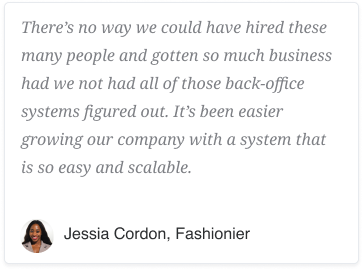 There’s no way we could have hired these
many people and gotten so much business
had we not had all of those back-office
systems figured out. It’s been easier
growing our company with a system that
is so easy and scalable.
Jessia Cordon, Fashionier